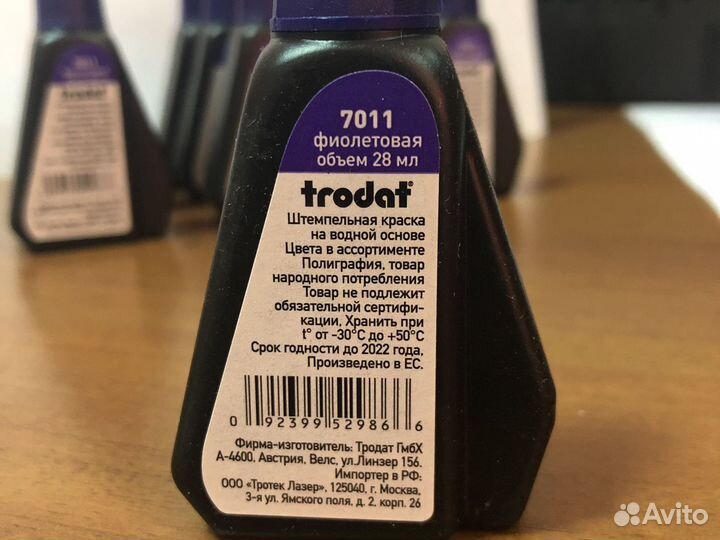 7011
фиолетовая
объем 28 мл
trodat
Штемпельная краска
на водной основе
Цвета в ассортименте
Полиграфия, товар
народного потребления
Товар не подлежит
обязательной сертифи-
кации. Хранить при
t° от -30°C до +50°C
Срок годности до 2022 года,
Произведено в ЕС.
0 92399 52986 6
Фирма-изготовитель: Тродат ГмбХ
А-4600, Австрия, Велс, ул.Линзер 156.
Импортер в РФ:
ООО «Тротек Лазер», 125040, г. Москва,
3-я ул. Ямского поля, д. 2, корп. 26
trodat
Avito